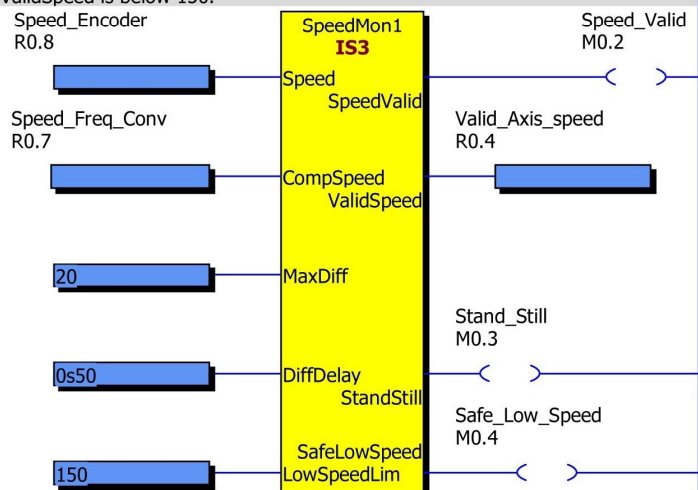 ValidSpeed is below 150.
Speed_Encoder
R0.8
SpeedMon1
IS3
Speed_Valid
M0.2
Speed
SpeedValid
Speed_Freq_Conv
R0.7
Valid_Axis_speed
R0.4
CompSpeed
ValidSpeed
20
MaxDiff
Stand_Still
M0.3
0s50
DiffDelay
StandStill
Safe_Low_Speed
M0.4
SafeLowSpeed
150
LowSpeedLim